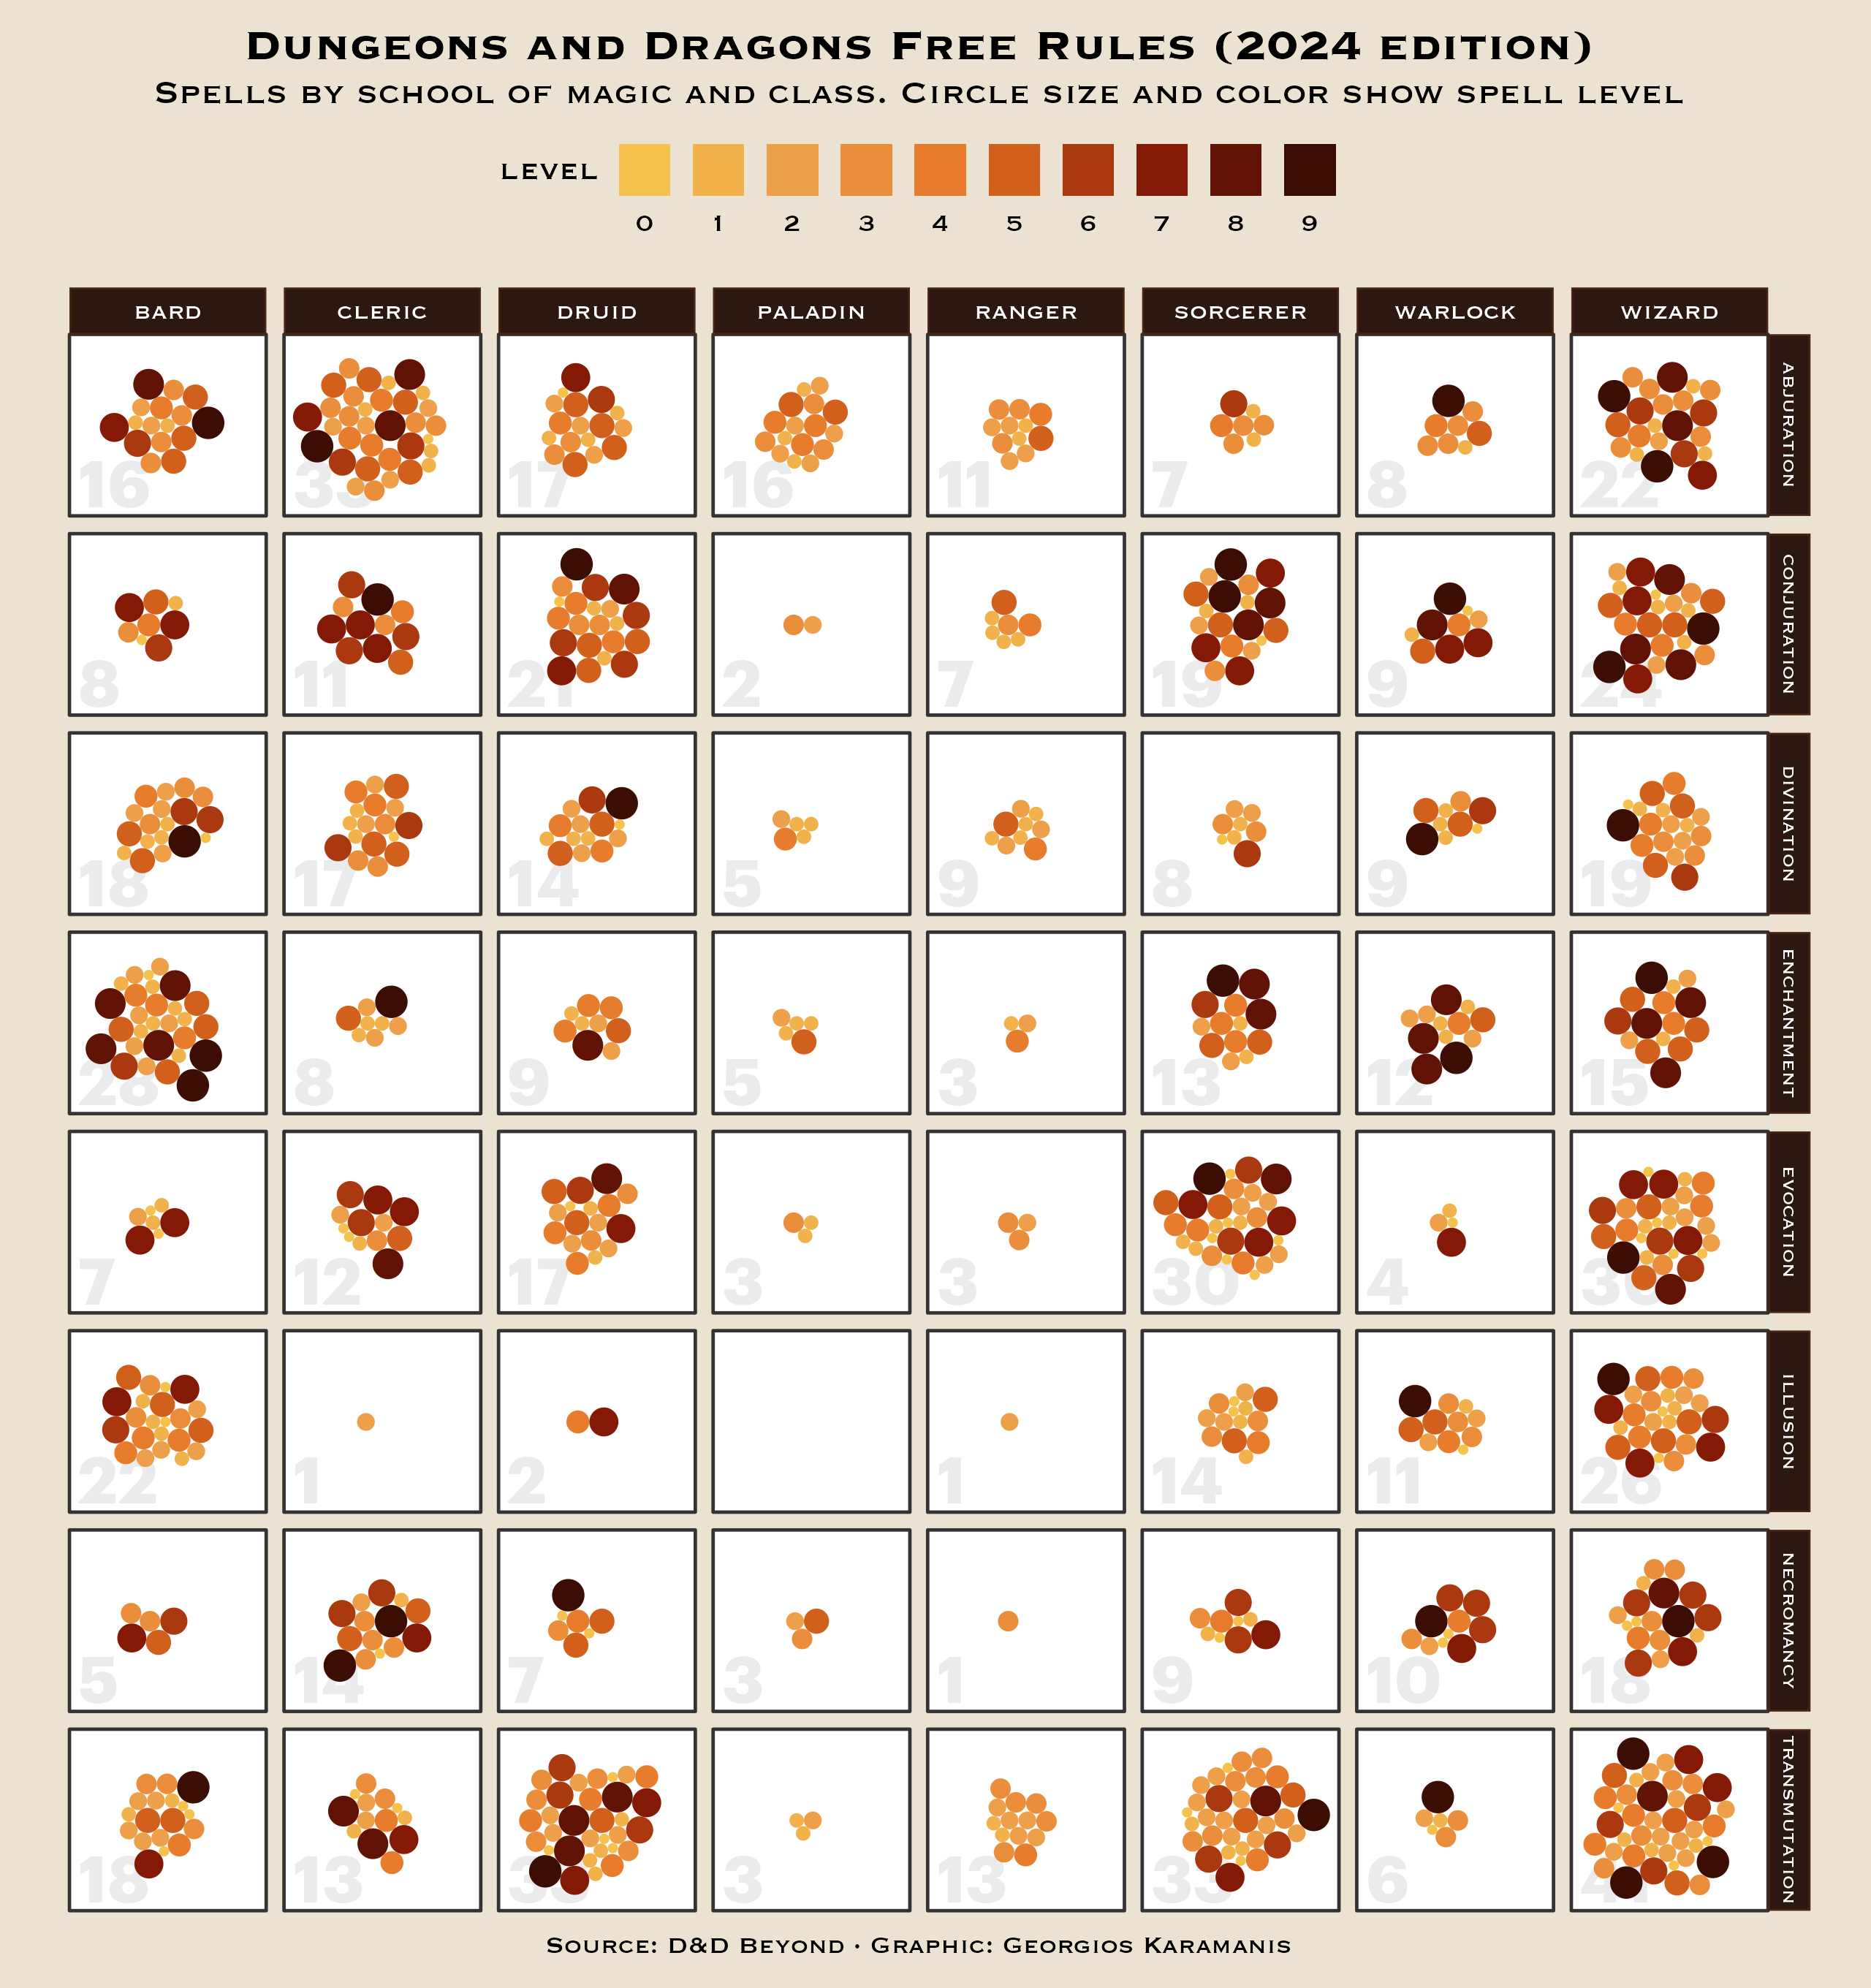 DUNGEONS AND DRAGONS FREE RULES (2024 EDITION)
SPELLS BY SCHOOL OF MAGIC AND CLASS. CIRCLE SIZE AND COLOR SHOW SPELL LEVEL
LEVEL
0 1 2 3 4 5 6 7 8 9
BARD CLERIC DRUID PALADIN RANGER SORCERER WARLOCK WIZARD
16 17 16 11 7 8 22 ABJURATION
8 11 21 2 7 19 9 24 CONJURATION
18 17 14 5 9 8 9 19 DIVINATION
28 8 9 5 3 13 12 15 ENCHANTMENT
7 12 17 3 3 30 4 EVOCATION
22 1 2 1 14 11 26 ILLUSION
5 14 7 3 1 9 10 18 NECROMANCY
18 13 3 13 33 6 TRANSMUTATION
SOURCE: D&D BEYOND · GRAPHIC: GEORGIOS KARAMANIS